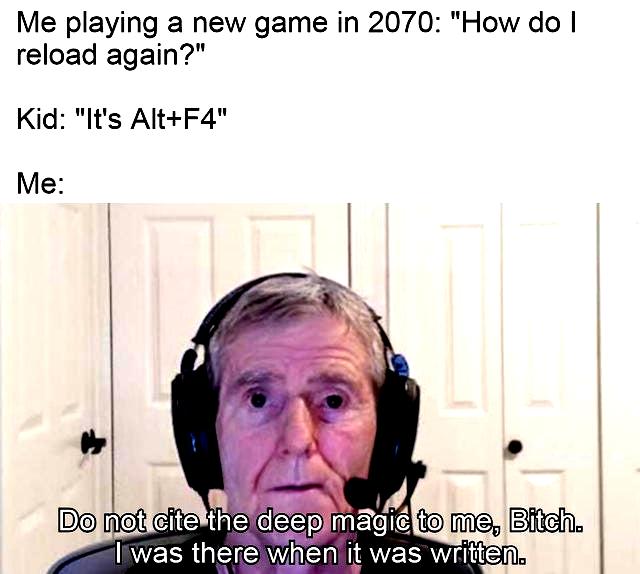 Me playing a new game in 2070: "How do I
reload again?"
Kid: "It's Alt+F4"
Me:
Do not cite the deep magic to me, Bitch.
I was there when it was written.